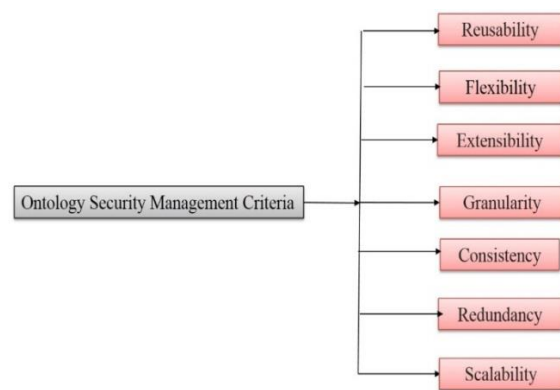 Reusability
Flexibility
Extensibility
Ontology Security Management Criteria
Granularity
Consistency
Redundancy
Scalability